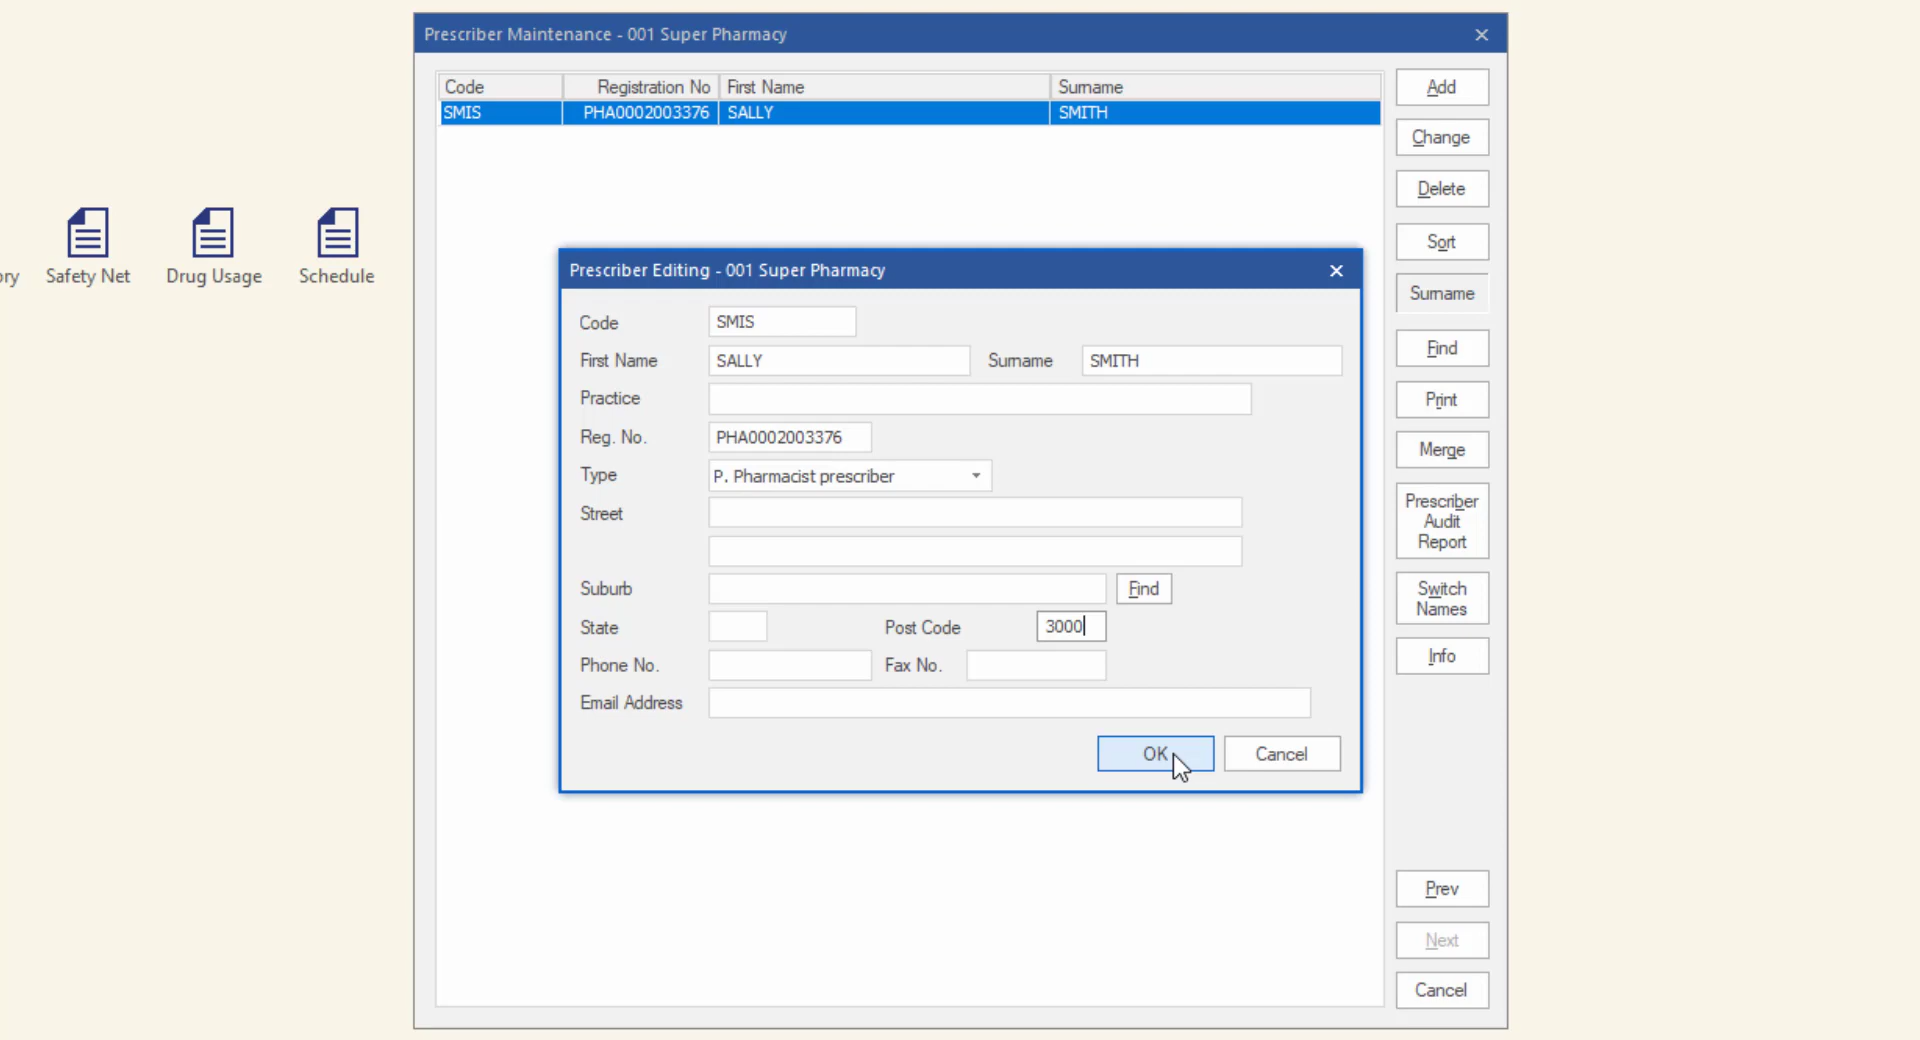 Prescriber Maintenance - 001 Super Pharmacy
Code Registration No First Name Surname
SMIS PHA0002003376 SALLY SMITH
Add
Change
Delete
Sort
Surname
Find
Print
Merge
Prescriber
Audit
Report
Switch
Names
Info
Prev
Next
Cancel
ory Safety Net Drug Usage Schedule
Prescriber Editing - 001 Super Pharmacy
Code SMIS
First Name SALLY Surname SMITH
Practice
Reg. No. PHA0002003376
Type P. Pharmacist prescriber
Street
Suburb Find
State Post Code 3000
Phone No. Fax No.
Email Address
OK Cancel